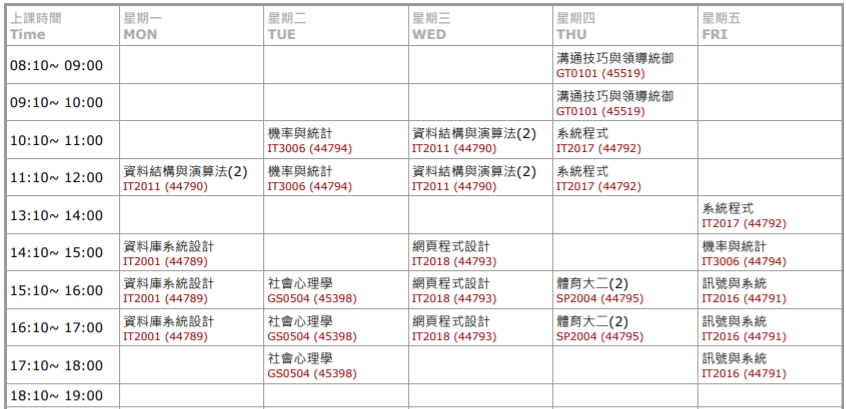 上課時間 星期一 星期二 星期三 星期四 星期五
Time MON TUE WED THU FRI
08:10~ 09:00 溝通技巧與領導統御
GT0101 (45519)
09:10~ 10:00 溝通技巧與領導統御
GT0101 (45519)
10:10~ 11:00 機率與統計 資料結構與演算法(2) 系統程式
IT3006 (44794) IT2011 (44790) IT2017 (44792)
11:10~ 12:00 資料結構與演算法(2) 機率與統計 資料結構與演算法(2) 系統程式
IT2011 (44790) IT3006 (44794) IT2011 (44790) IT2017 (44792)
13:10~ 14:00 系統程式
IT2017 (44792)
14:10~ 15:00 資料庫系統設計 網頁程式設計 機率與統計
IT2001 (44789) IT2018 (44793) IT3006 (44794)
15:10~ 16:00 資料庫系統設計 社會心理學 網頁程式設計 體育大二(2) 訊號與系統
IT2001 (44789) GS0504 (45398) IT2018 (44793) SP2004 (44795) IT2016 (44791)
16:10~ 17:00 資料庫系統設計 社會心理學 網頁程式設計 體育大二(2) 訊號與系統
IT2001 (44789) GS0504 (45398) IT2018 (44793) SP2004 (44795) IT2016 (44791)
17:10~ 18:00 社會心理學 訊號與系統
GS0504 (45398) IT2016 (44791)
18:10~ 19:00